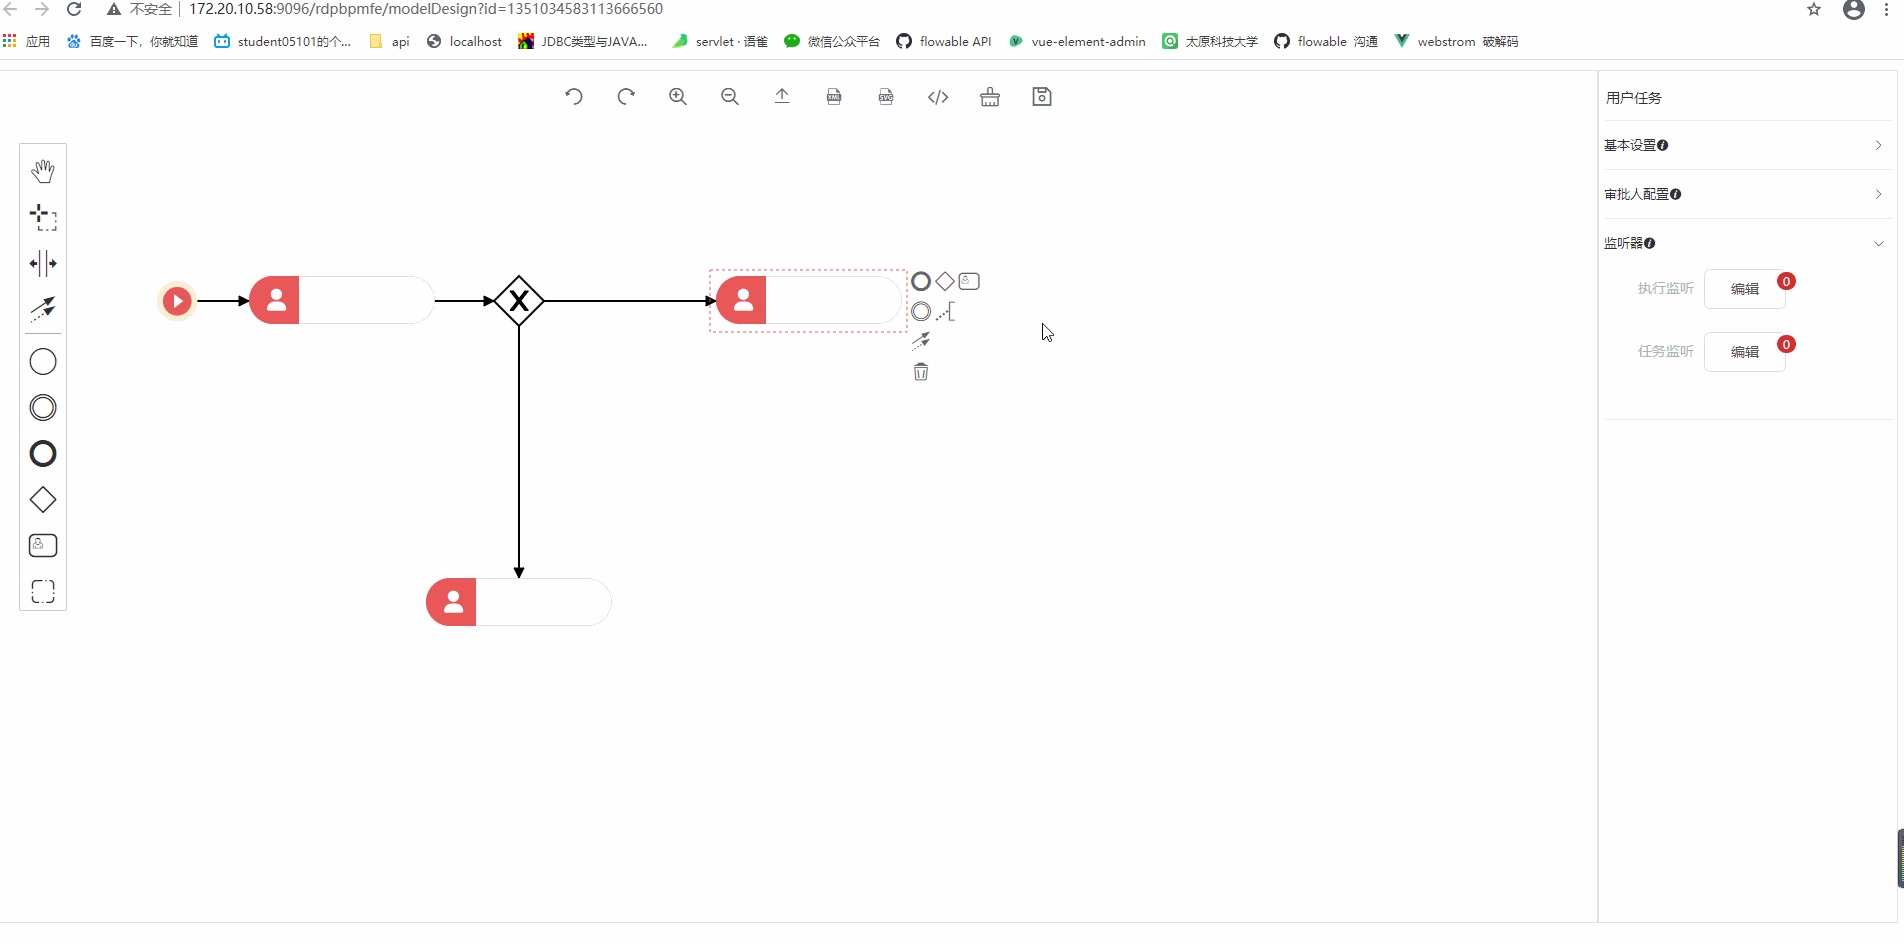 不安全 172.20.10.58:9096/rdpbpmfe/modelDesign?id=1351034583113666560
应用 百度一下,你就知道 student05101的个... api localhost JDBC类型与JAVA... servlet · 语雀 微信公众平台 flowable API vue-element-admin 太原科技大学 flowable 沟通 webstrom 破解码
XML SVG
用户任务
基本设置
审批人配置
监听器
执行监听 编辑 0
任务监听 编辑 0